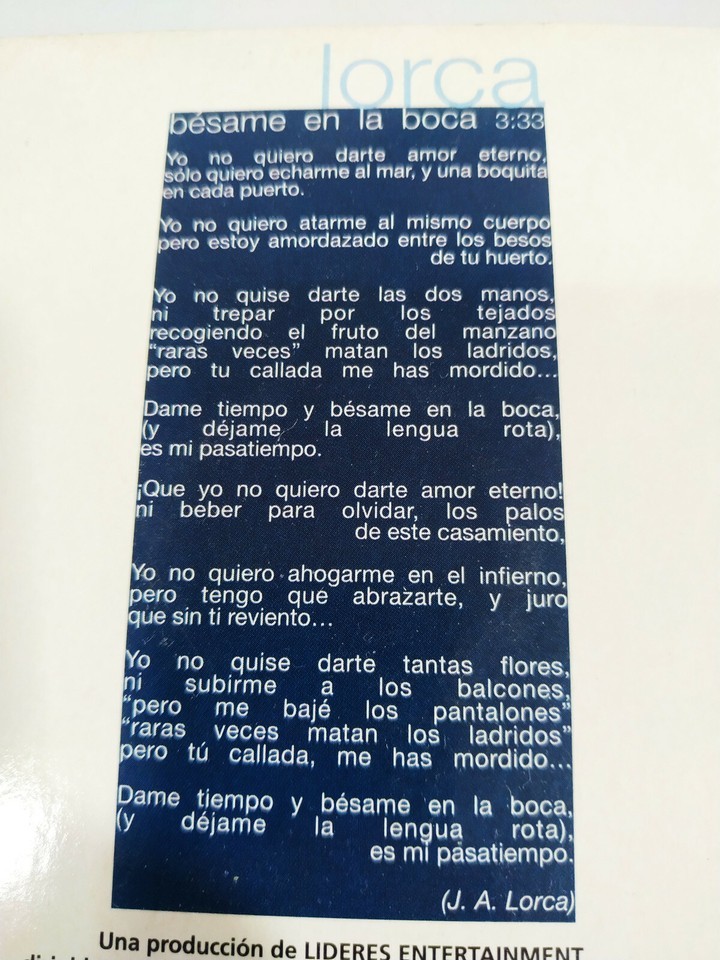 lorca
bésame en la boca 3:33
Yo no quiero darte amor eterno,
sólo quiero echarme al mar, y una boquita
en cada puerto.
Yo no quiero atarme al mismo cuerpo
pero estoy amordazado entre los besos
de tu huerto.
Yo no quise darte las dos manos,
ni trepar por los tejados
recogiendo el fruto del manzano
“raras veces” matan los ladridos,
pero tu callada me has mordido...
Dame tiempo y bésame en la boca,
(y déjame la lengua rota),
es mi pasatiempo.
¡Que yo no quiero darte amor eterno!
ni beber para olvidar, los palos
de este casamiento,
Yo no quiero ahogarme en el infierno,
pero tengo que abrazarte, y juro
que sin ti reviento...
Yo no quise darte tantas flores,
ni subirme a los balcones,
“pero me bajé los pantalones”
“raras veces matan los ladridos”
pero tú callada, me has mordido...
Dame tiempo y bésame en la boca,
(y déjame la lengua rota),
es mi pasatiempo.
(J. A. Lorca)
Una producción de LIDERES ENTERTAINMENT